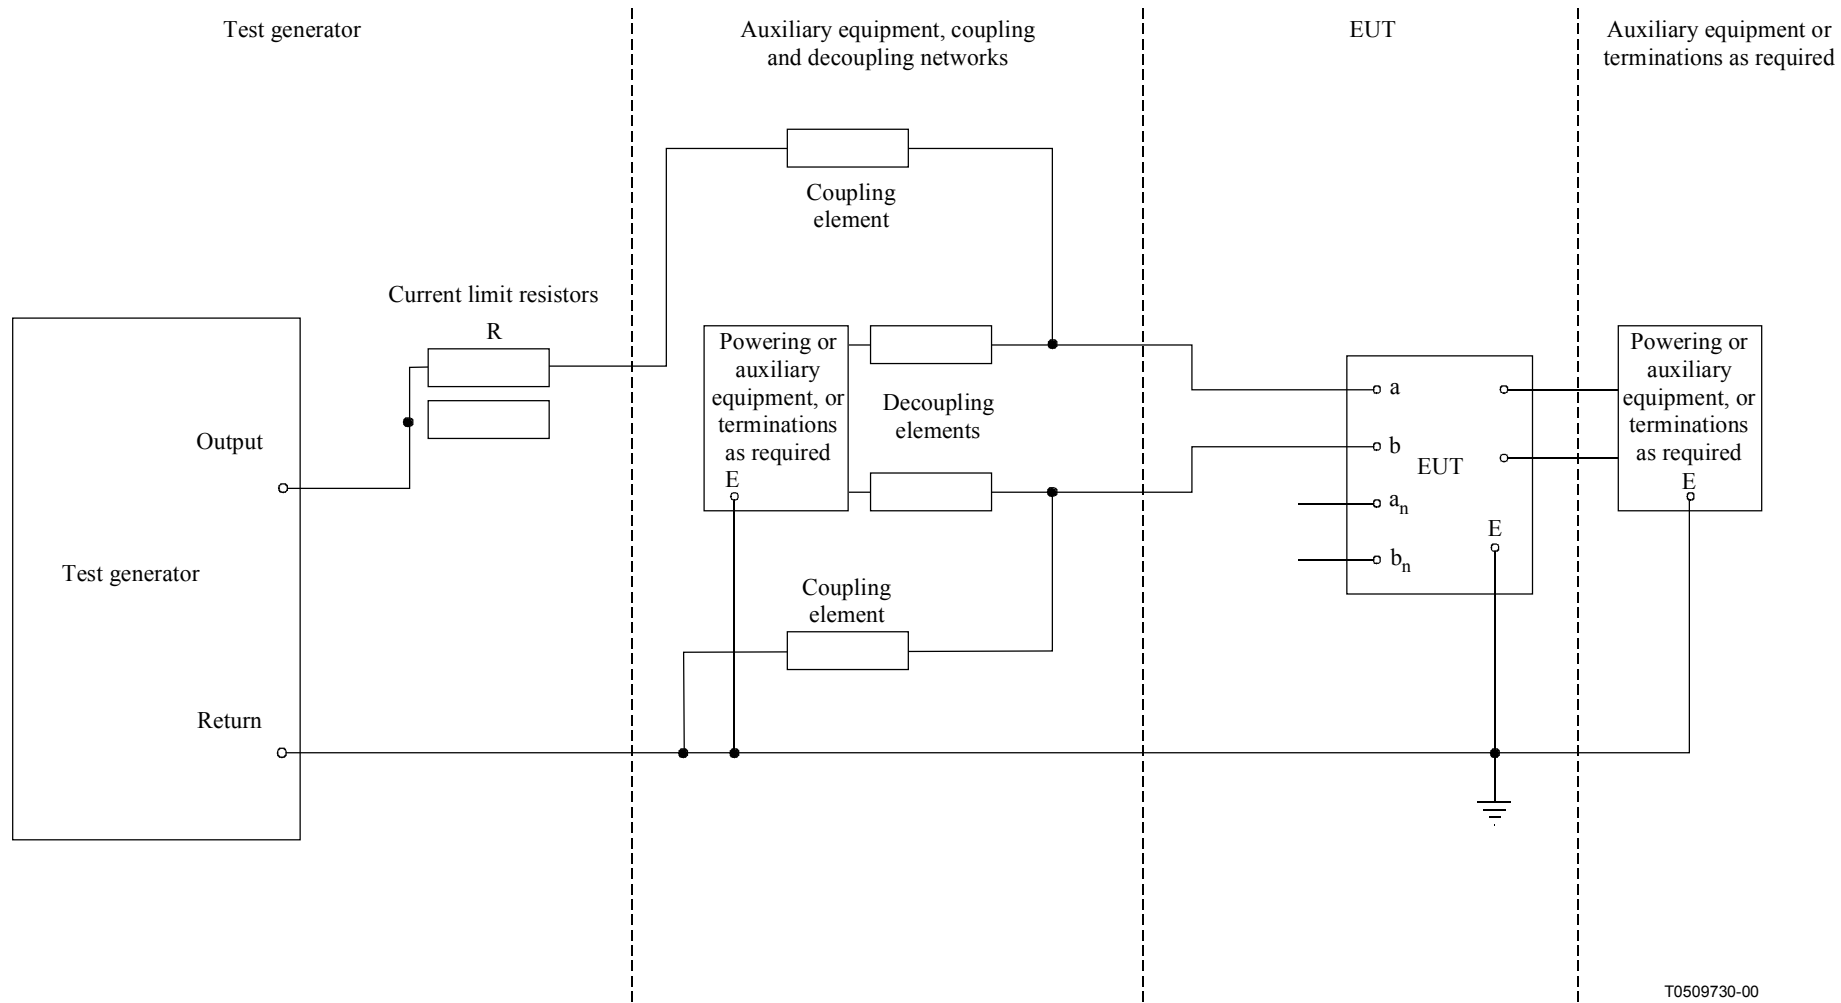 Test generator
Auxiliary equipment, coupling
and decoupling networks
EUT
Auxiliary equipment or
terminations as required
Coupling
element
Current limit resistors
R
Output
Test generator
Return
Powering or
auxiliary
equipment, or
terminations
as required
E
Decoupling
elements
Coupling
element
a
b
EUT
an
bn
E
Powering or
auxiliary
equipment, or
terminations
as required
E
T0509730-00